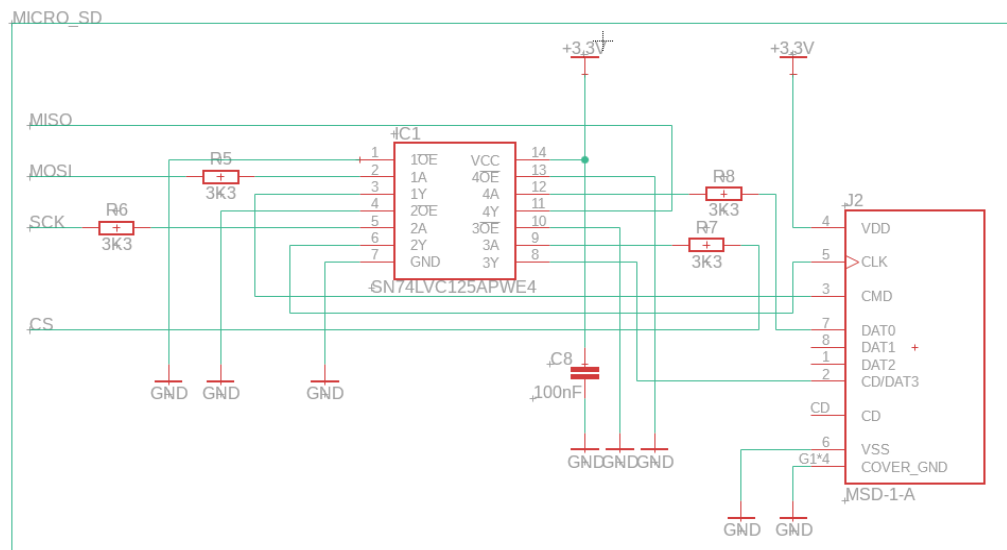 MICRO_SD
+3.3V
+3.3V
MISO
IC1
MOSI
R5
3K3
SCK
R6
3K3
1
2
3
4
5
6
7
1OE
1A
1Y
2OE
2A
2Y
GND
VCC
4OE
4A
4Y
3OE
3A
3Y
14
13
12
11
10
9
8
SN74LVC125APWE4
R8
3K3
R7
3K3
J2
4 VDD
5 CLK
3 CMD
7 DAT0
8 DAT1
1 DAT2
2 CD/DAT3
CD CD
6 VSS
G1*4 COVER_GND
MSD-1-A
CS
C8
100nF
GND
GND
GND
GND
GND
GND
GND
GND